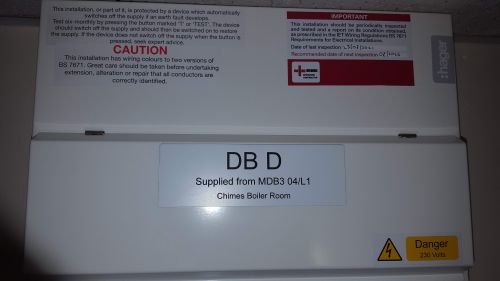 This installation, or part of it, is protected by a device which automatically
switches off the supply if an earth fault develops.
Test six-monthly by pressing the button marked 'T' or 'TEST'. The device
should switch off the supply and should then be switched on to restore
the supply. If the device does not switch off the supply when the button is
pressed, seek expert advice.
CAUTION
This installation has wiring colours to two versions of
BS 7671. Great care should be taken before undertaking
extension, alteration or repair that all conductors are
correctly identified.
IMPORTANT
This installation should be periodically inspected
and tested and a report on its condition obtained,
as prescribed in the IET Wiring Regulations BS 7671
Requirements for Electrical Installations.
Date of last inspection
Recommended date of next inspection
:hager
DB D
Supplied from MDB3 04/L1
Chimes Boiler Room
Danger
230 Volts